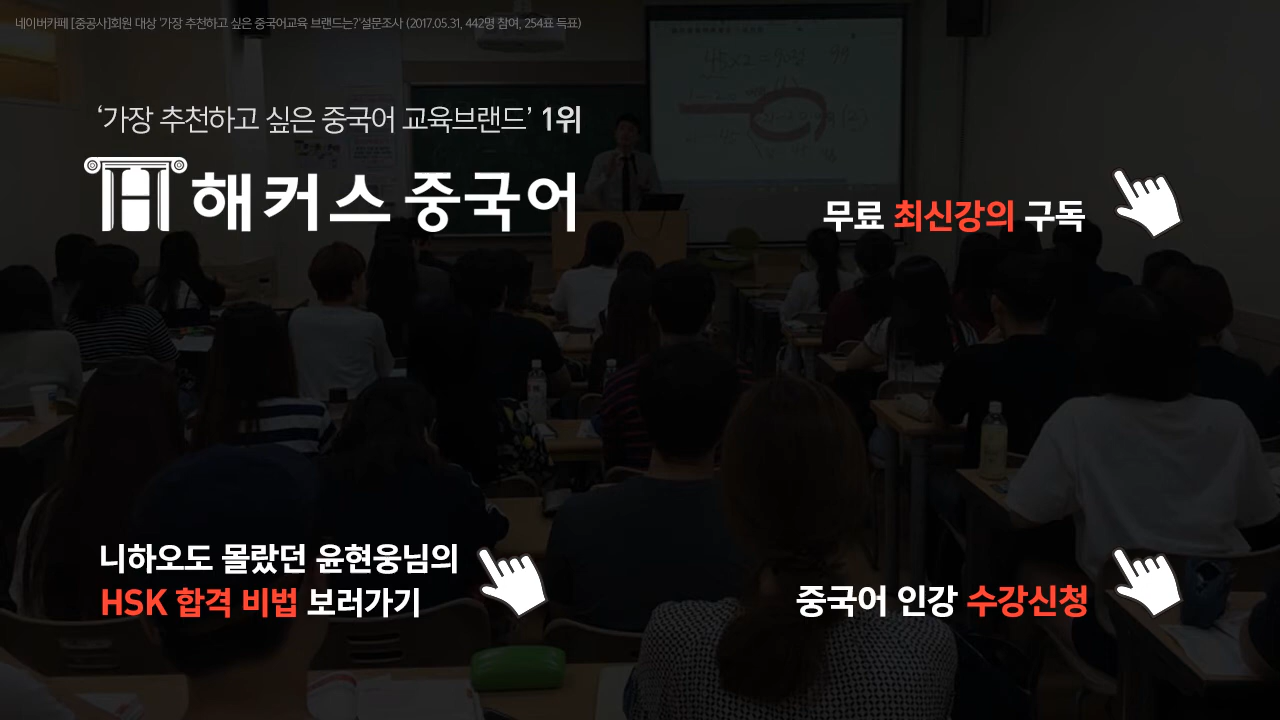 네이버카페 [중공사]회원 대상 '가장 추천하고 싶은 중국어교육 브랜드는?'설문조사 (2017.05.31, 442명 참여, 254표 득표)
‘가장 추천하고 싶은 중국어 교육브랜드’ 1위
해커스 중국어
무료 최신강의 구독
니하오도 몰랐던 윤현웅님의
HSK 합격 비법 보러가기
중국어 인강 수강신청